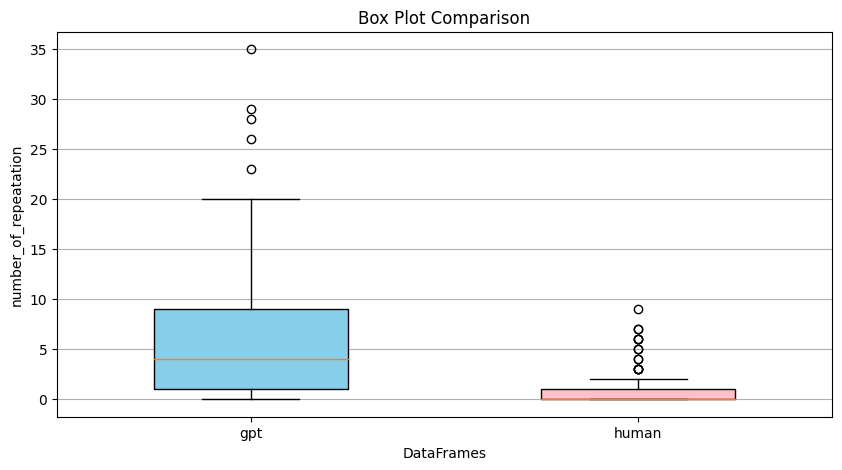 Box Plot Comparison
number_of_repeatation
35
30
25
20
15
10
5
0
gpt
human
DataFrames